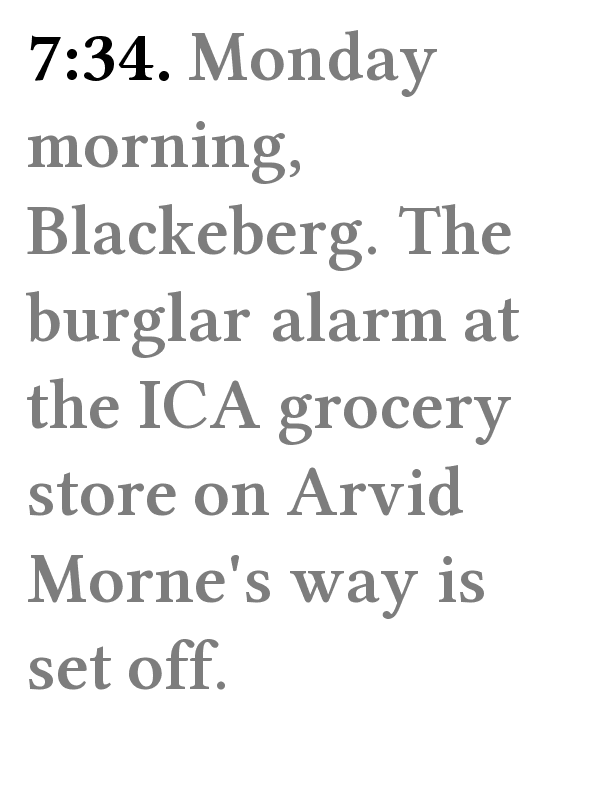 7:34. Monday
morning,
Blackeberg. The
burglar alarm at
the ICA grocery
store on Arvid
Morne's way is
set off.